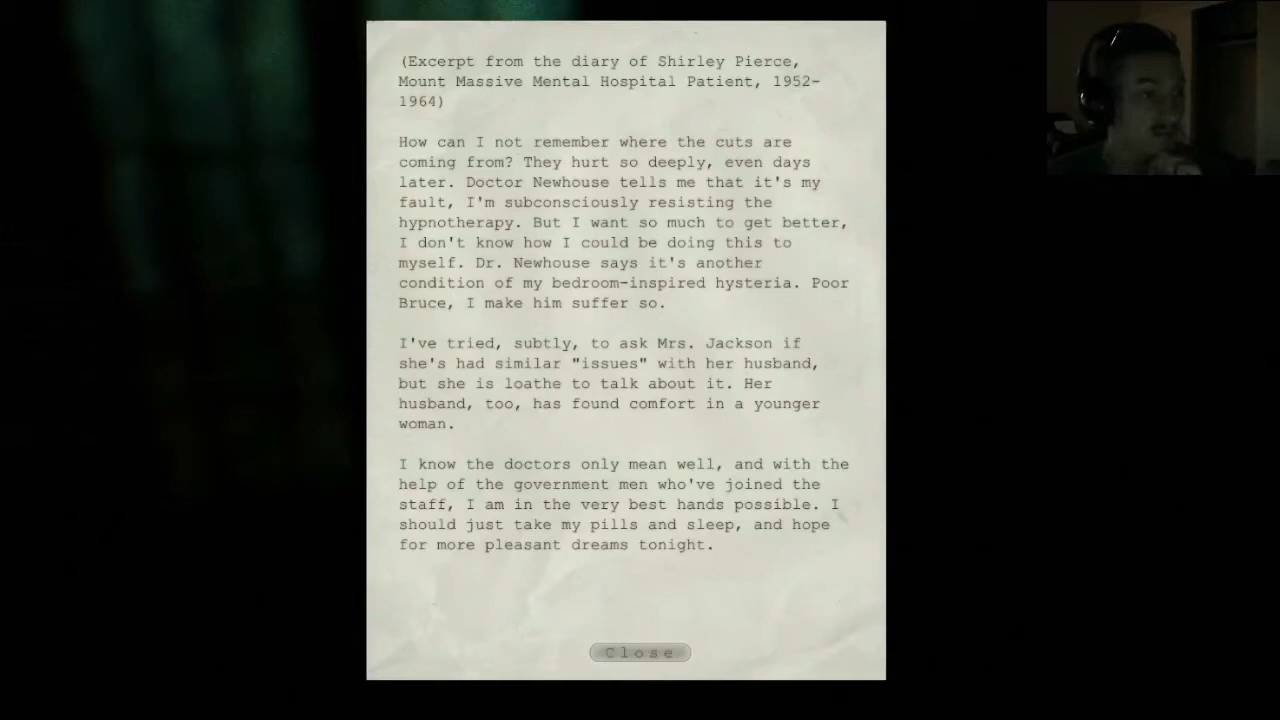 (Excerpt from the diary of Shirley Pierce,
Mount Massive Mental Hospital Patient, 1952-
1964)
How can I not remember where the cuts are
coming from? They hurt so deeply, even days
later. Doctor Newhouse tells me that it's my
fault, I'm subconsciously resisting the
hypnotherapy. But I want so much to get better,
I don't know how I could be doing this to
myself. Dr. Newhouse says it's another
condition of my bedroom-inspired hysteria. Poor
Bruce, I make him suffer so.
I've tried, subtly, to ask Mrs. Jackson if
she's had similar "issues" with her husband,
but she is loathe to talk about it. Her
husband, too, has found comfort in a younger
woman.
I know the doctors only mean well, and with the
help of the government men who've joined the
staff, I am in the very best hands possible. I
should just take my pills and sleep, and hope
for more pleasant dreams tonight.
Close